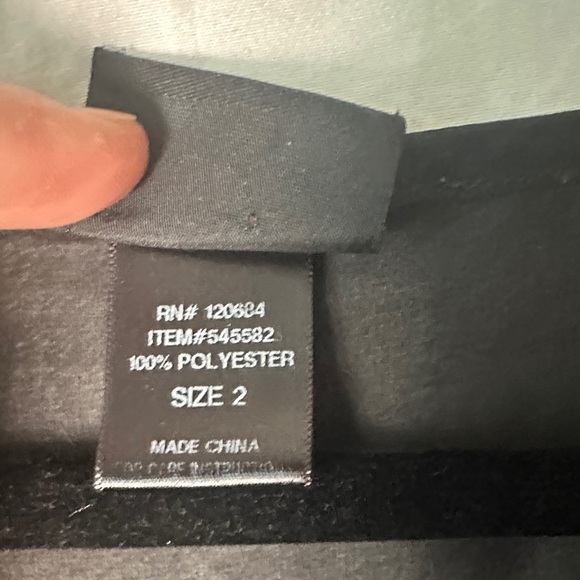 RN# 120684
ITEM#545582
100% POLYESTER
SIZE 2
MADE CHINA